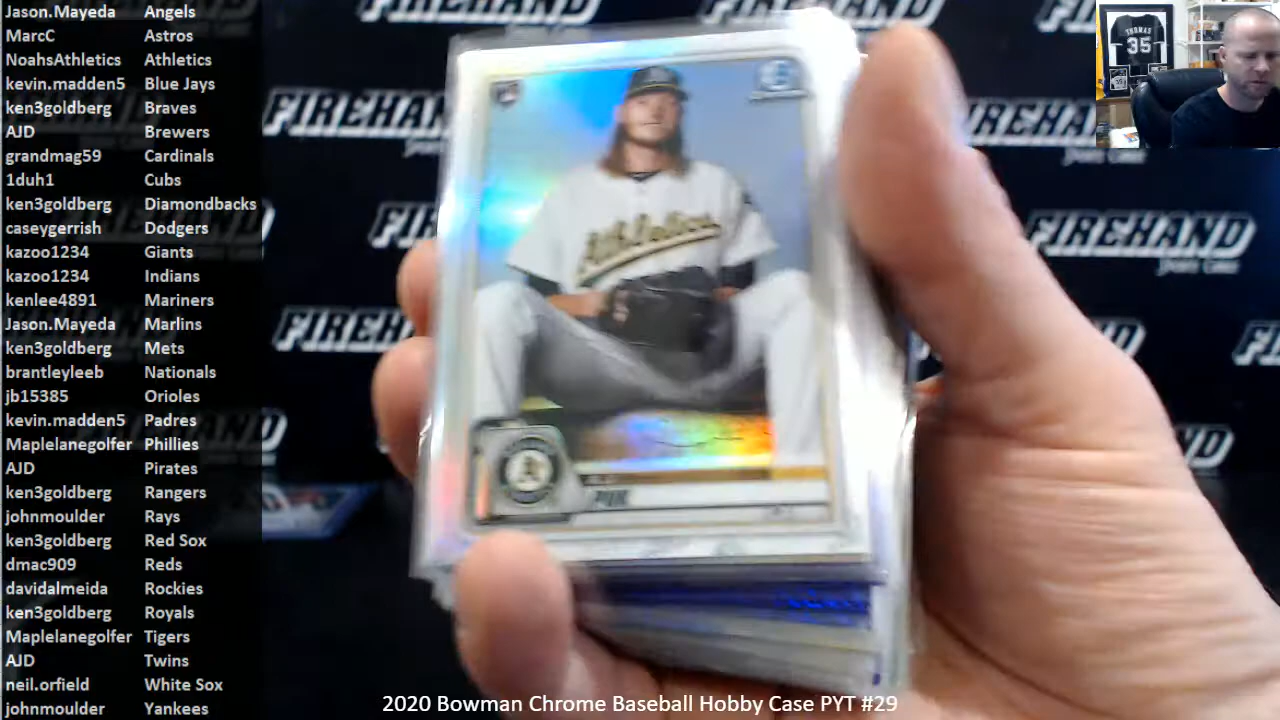 Jason.Mayeda Angels
MarcC Astros
NoahsAthletics Athletics
kevin.madden5 Blue Jays
ken3goldberg Braves
AJD Brewers
grandmag59 Cardinals
1duh1 Cubs
ken3goldberg Diamondbacks
caseygerrish Dodgers
kazoo1234 Giants
kazoo1234 Indians
kenlee4891 Mariners
Jason.Mayeda Marlins
ken3goldberg Mets
brantleyleeb Nationals
jb15385 Orioles
kevin.madden5 Padres
Maplelanegolfer Phillies
AJD Pirates
ken3goldberg Rangers
johnmoulder Rays
ken3goldberg Red Sox
dmac909 Reds
davidalmeida Rockies
ken3goldberg Royals
Maplelanegolfer Tigers
AJD Twins
neil.orfield White Sox
johnmoulder Yankees
FIREHAND
FIREHAND
Athletics
PUK
THOMAS
35
2020 Bowman Chrome Baseball Hobby Case PYT #29